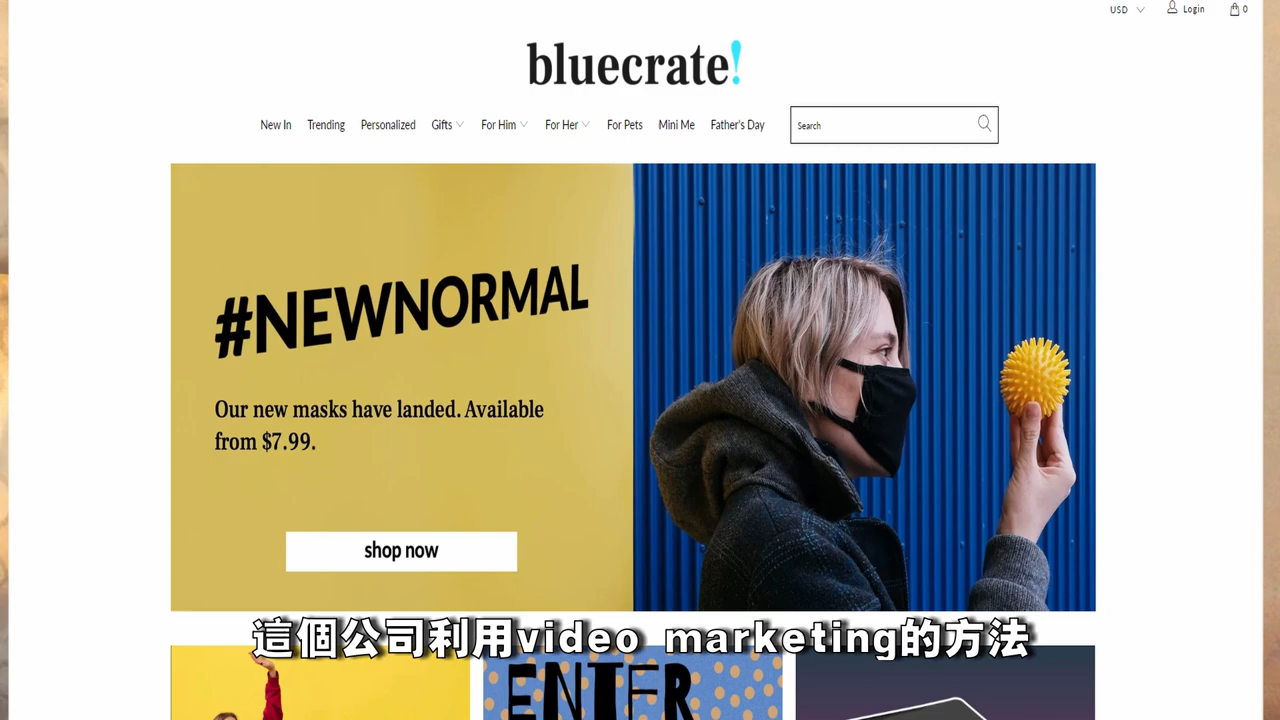 USD
Login
0
bluecrate!
New In Trending Personalized Gifts For Him For Her For Pets Mini Me Father's Day
Search
#NEWNORMAL
Our new masks have landed. Available
from $7.99.
shop now
這個公司利用video marketing的方法
ENTER